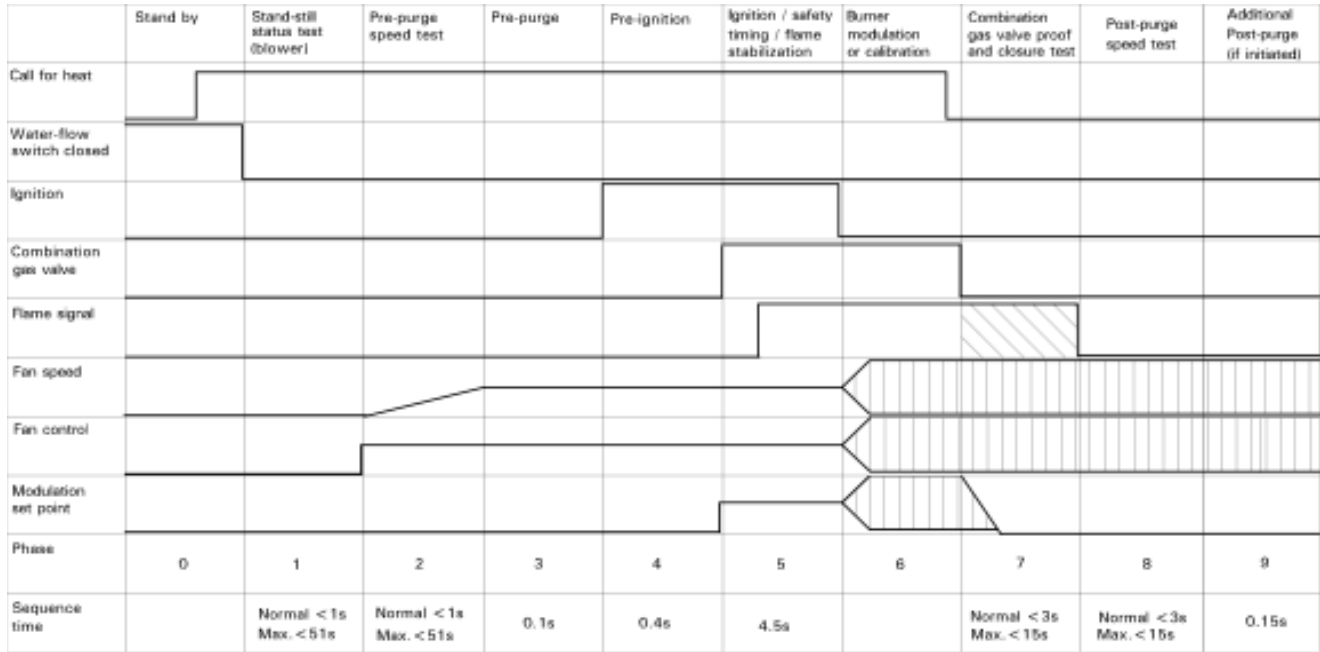 Stand by
Stand-still
status test
(blower)
Pre-purge
speed test
Pre-purge
Pre-ignition
Ignition / safety
timing / flame
stabilization
Burner
modulation
or calibration
Combination
gas valve proof
and closure test
Post-purge
speed test
Additional
Post-purge
(if initiated)
Call for heat
Water-flow
switch closed
Ignition
Combination
gas valve
Flame signal
Fan speed
Fan control
Modulation
set point
Phase
0
1
2
3
4
5
6
7
8
9
Sequence
time
Normal <1s
Max. <51s
Normal <1s
Max. <51s
0.1s
0.4s
4.5s
Normal <3s
Max. <15s
Normal <3s
Max. <15s
0.15s